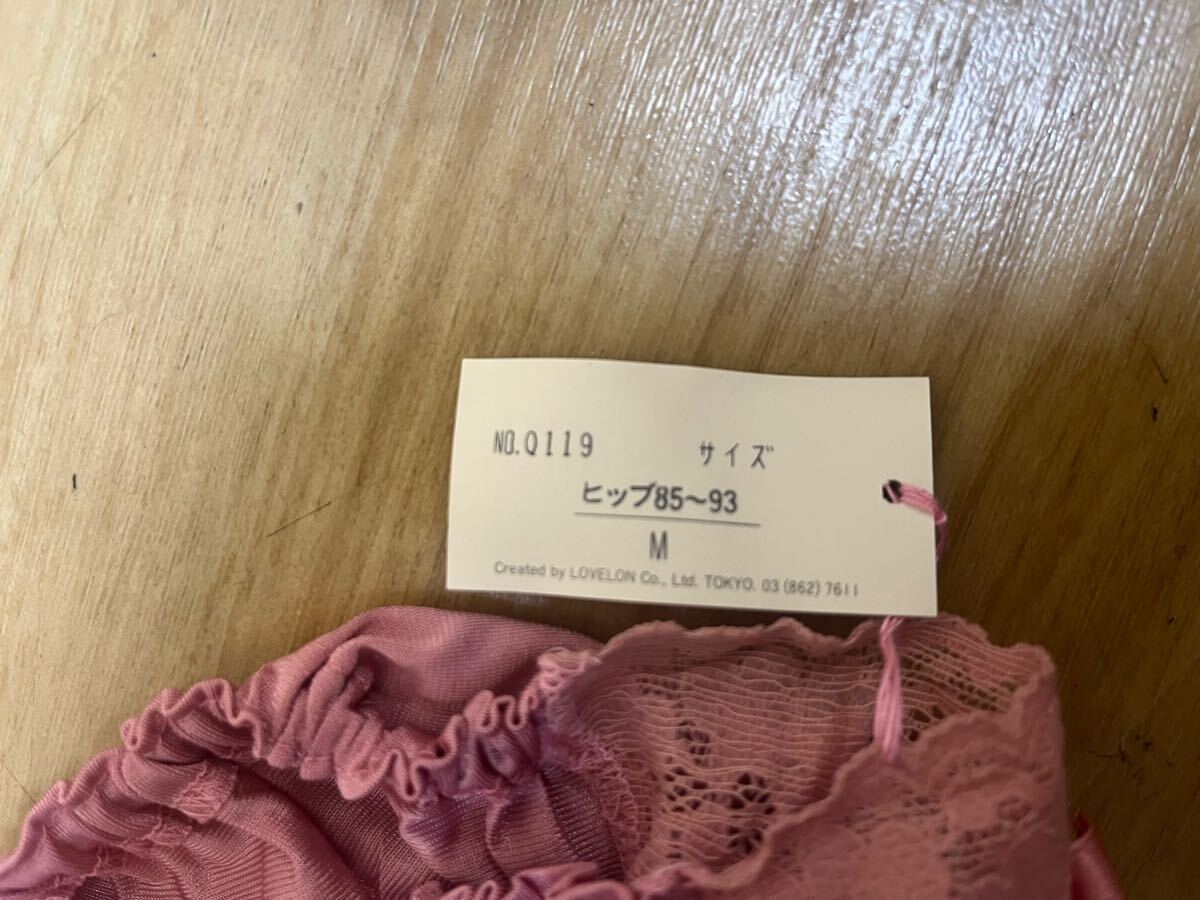 NO.Q119 サイズ
ヒップ85〜93
M
Created by LOVELON Co., Ltd. TOKYO. 03 (862) 7611